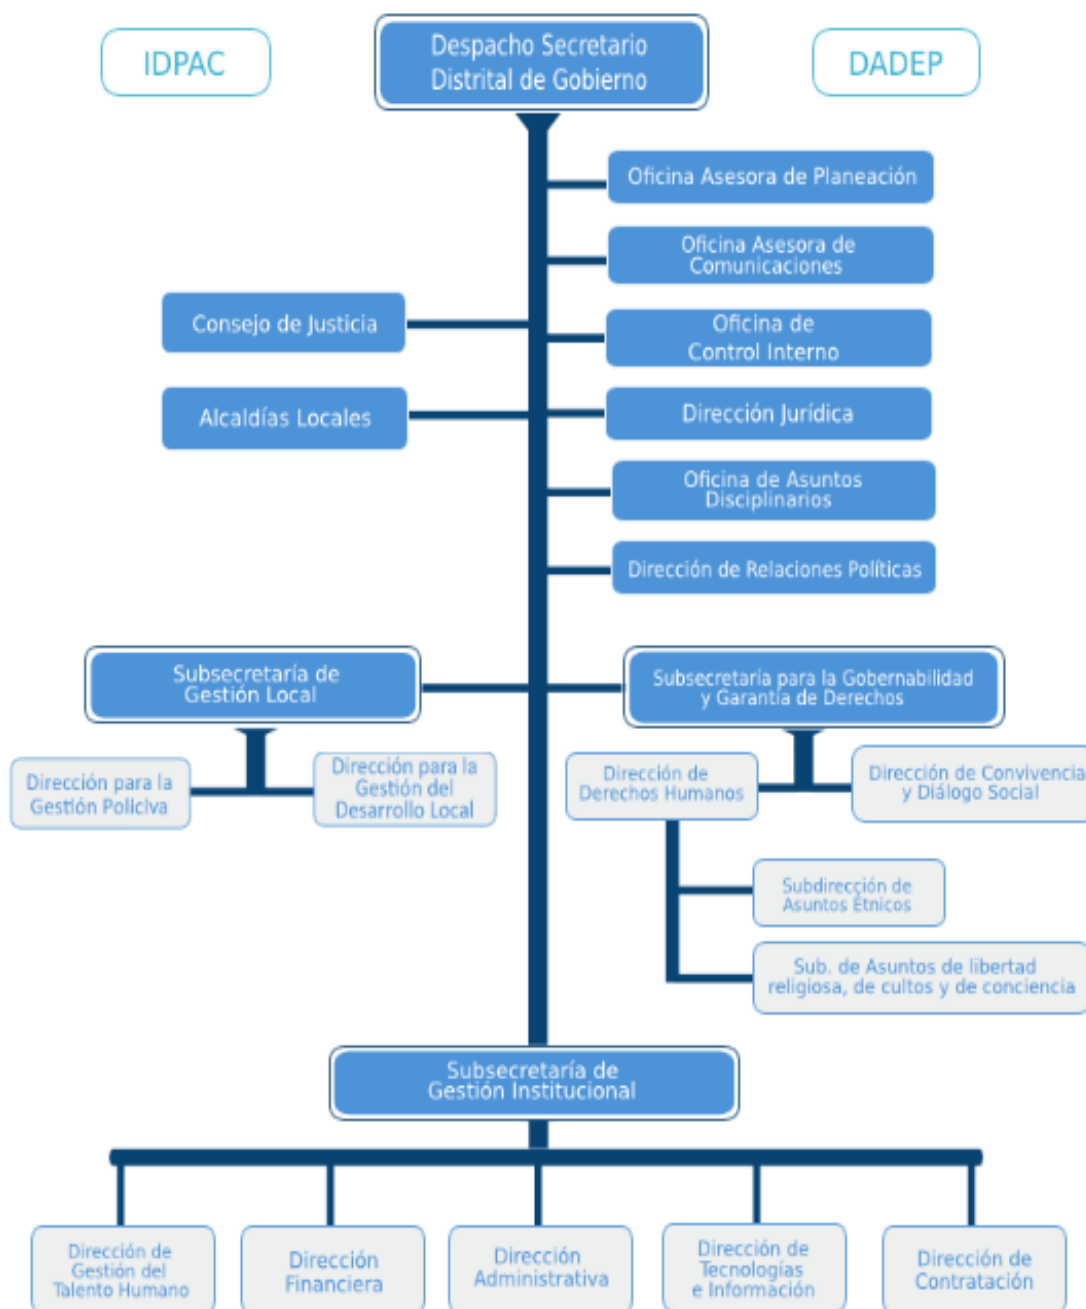 IDPAC
Despacho Secretario
Distrital de Gobierno
DADEP
Oficina Asesora de Planeación
Oficina Asesora de
Comunicaciones
Consejo de Justicia
Oficina de
Control Interno
Alcaldías Locales
Dirección Jurídica
Oficina de Asuntos
Disciplinarios
Dirección de Relaciones Políticas
Subsecretaría de
Gestión Local
Subsecretaría para la Gobernabilidad
y Garantía de Derechos
Dirección para la
Gestión Policiva
Dirección para la
Gestión del
Desarrollo Local
Dirección de
Derechos Humanos
Dirección de Convivencia
y Diálogo Social
Subdirección de
Asuntos Étnicos
Sub. de Asuntos de libertad
religiosa, de cultos y de conciencia
Subsecretaría de
Gestión Institucional
Dirección de
Gestión del
Talento Humano
Dirección
Financiera
Dirección
Administrativa
Dirección de
Tecnologías
e Información
Dirección de
Contratación